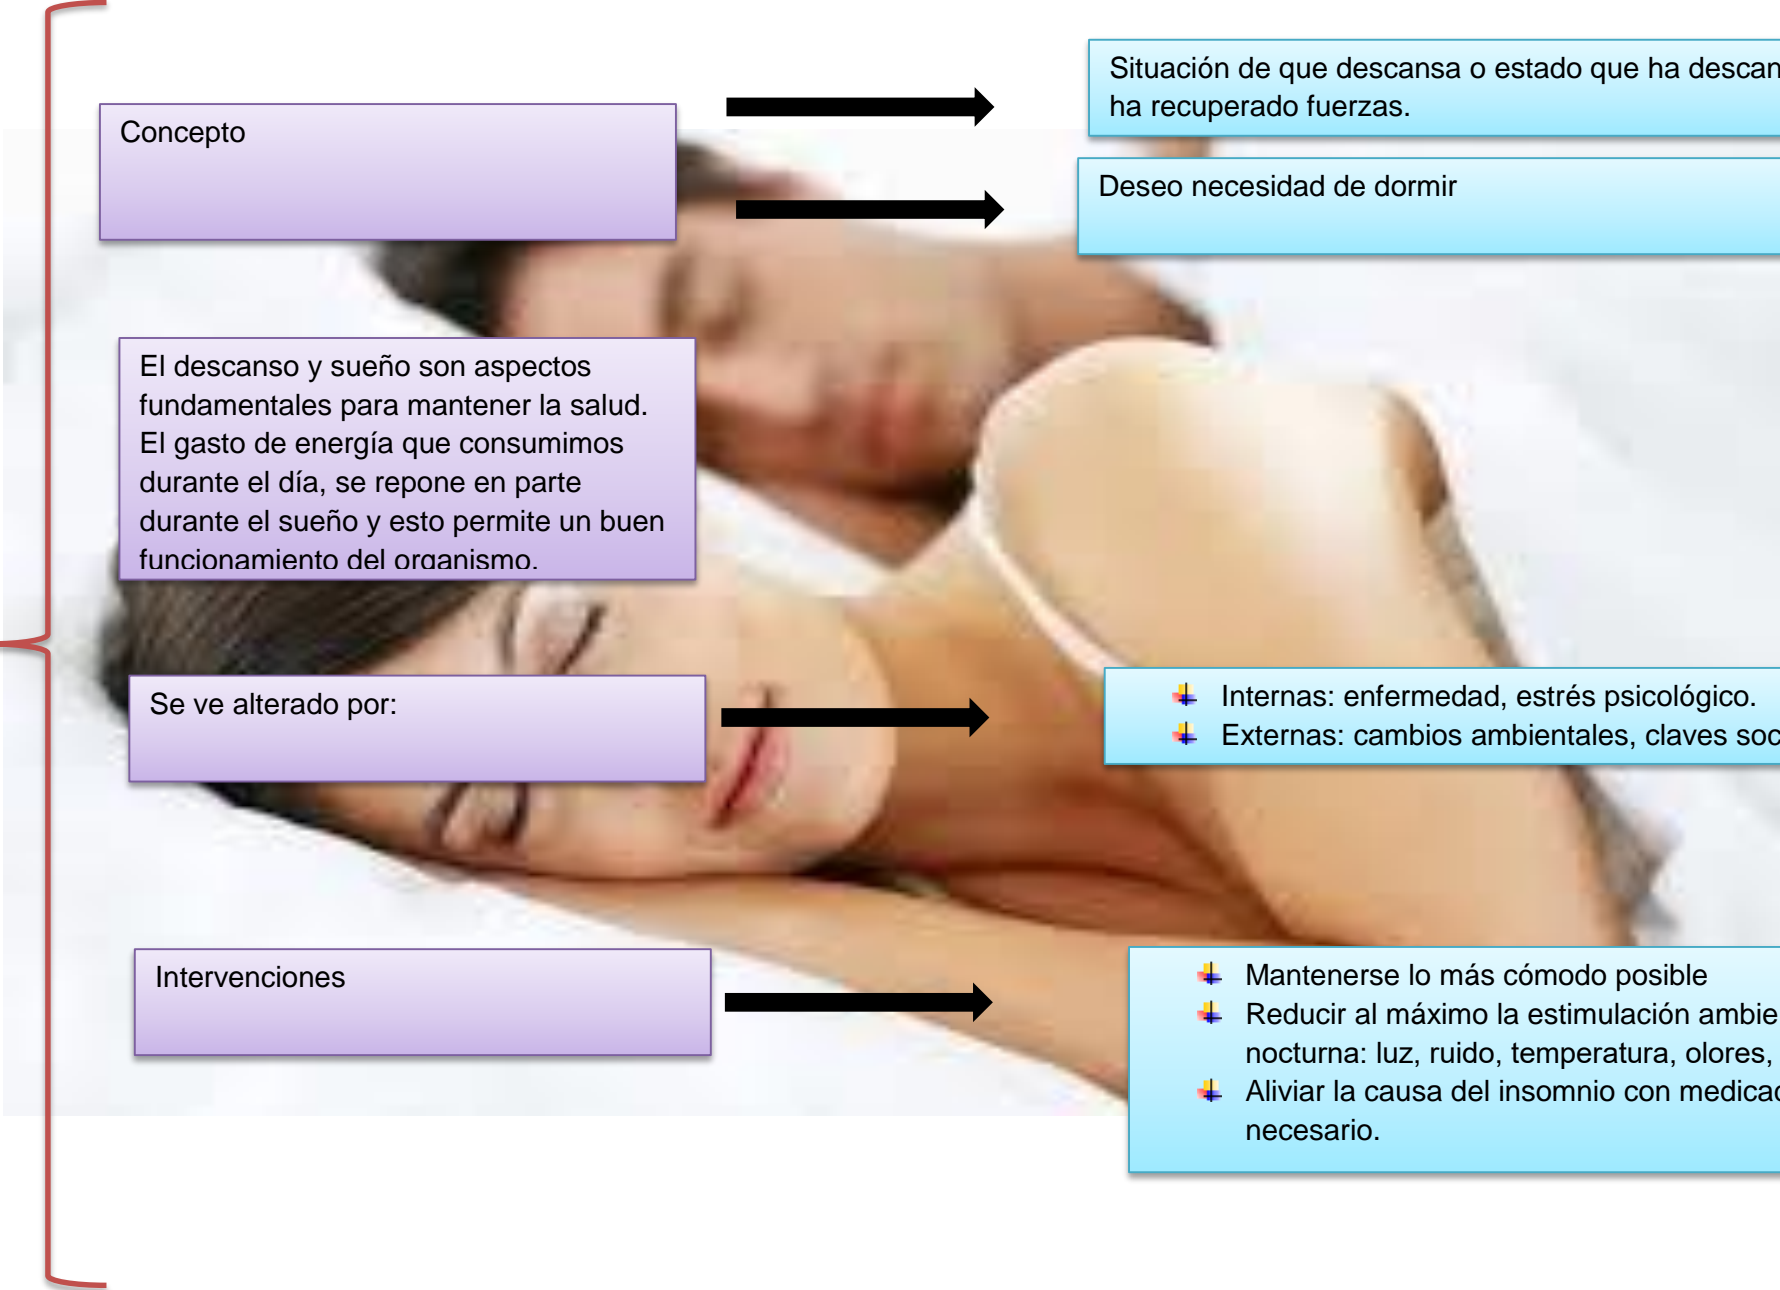 Concepto
Situación de que descansa o estado que ha descan
ha recuperado fuerzas.
Deseo necesidad de dormir
El descanso y sueño son aspectos
fundamentales para mantener la salud.
El gasto de energía que consumimos
durante el día, se repone en parte
durante el sueño y esto permite un buen
funcionamiento del organismo.
Se ve alterado por:
Internas: enfermedad, estrés psicológico.
Externas: cambios ambientales, claves soc
Intervenciones
Mantenerse lo más cómodo posible
Reducir al máximo la estimulación ambie
nocturna: luz, ruido, temperatura, olores,
Aliviar la causa del insomnio con medicac
necesario.